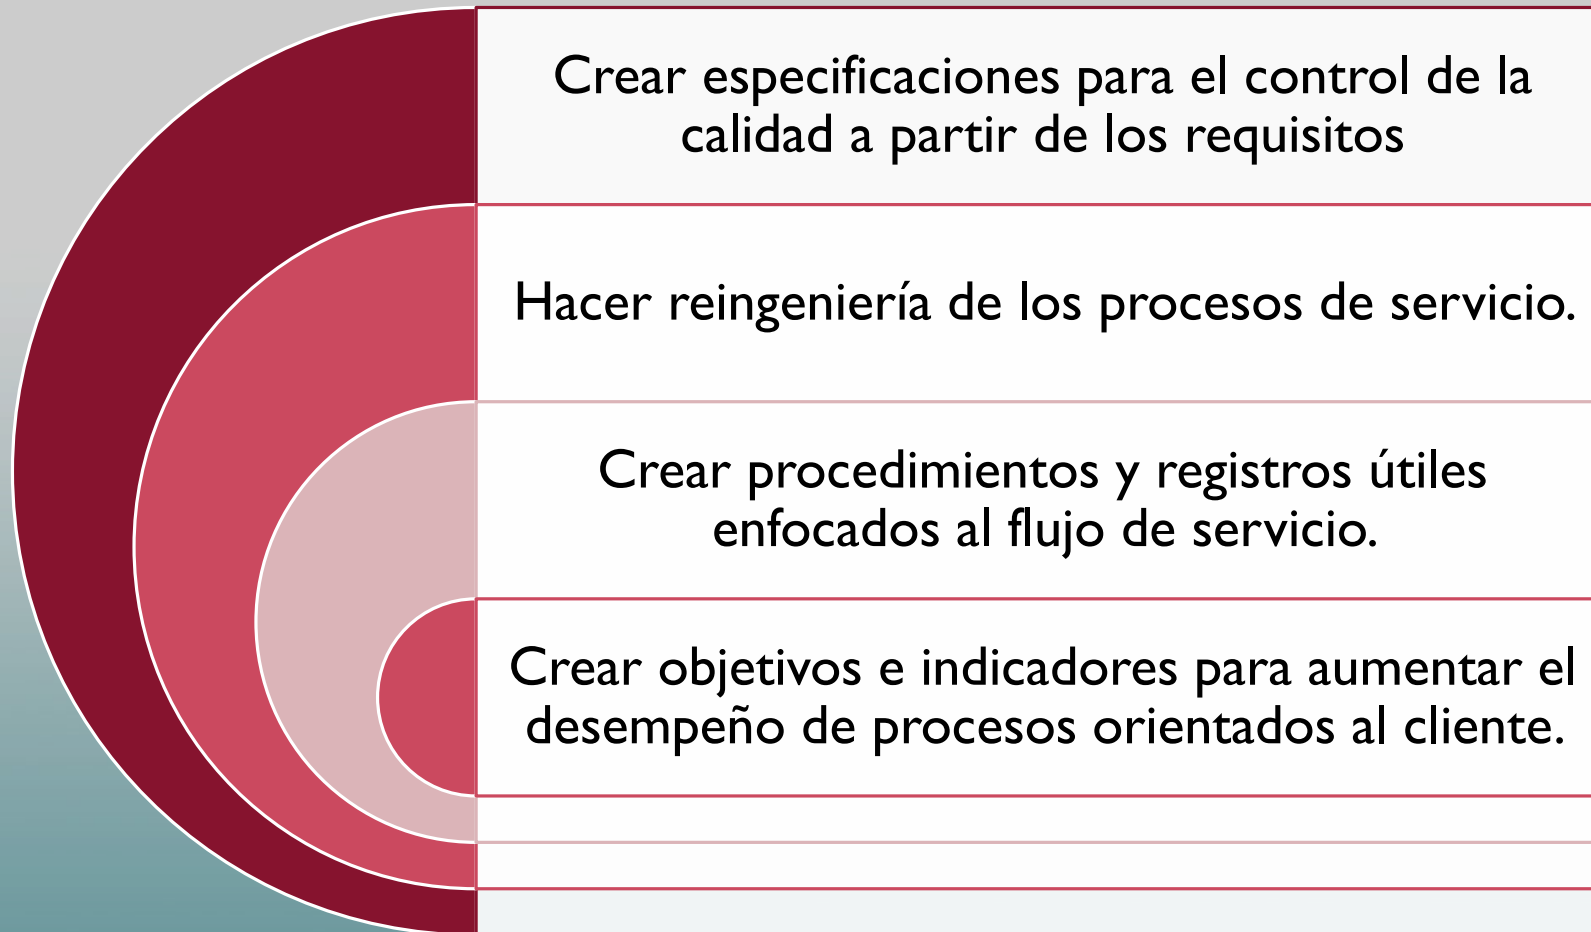 Crear especificaciones para el control de la
calidad a partir de los requisitos
Hacer reingeniería de los procesos de servicio.
Crear procedimientos y registros útiles
enfocados al flujo de servicio.
Crear objetivos e indicadores para aumentar el
desempeño de procesos orientados al cliente.